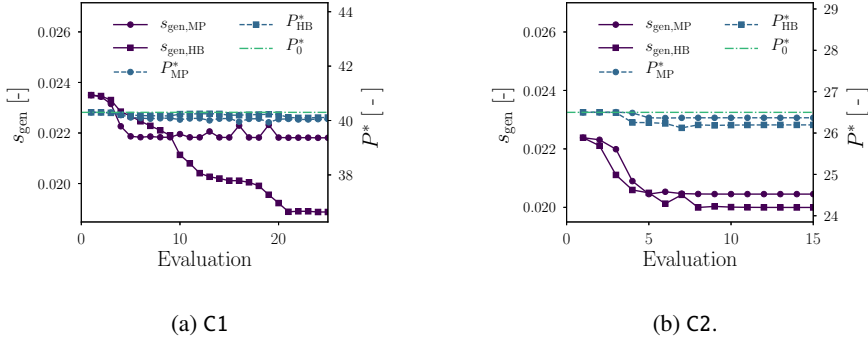 0.026
0.024
0.022
0.020
s_gen [-]
s_gen,MP
s_gen,HB
P*_MP
P*_HB
P*_0
44
42
40
38
P* [ - ]
0 10 20
Evaluation
(a) C1
0.026
0.024
0.022
0.020
s_gen [-]
s_gen,MP
s_gen,HB
P*_MP
P*_HB
P*_0
29
28
27
26
25
24
P* [ - ]
0 5 10 15
Evaluation
(b) C2.